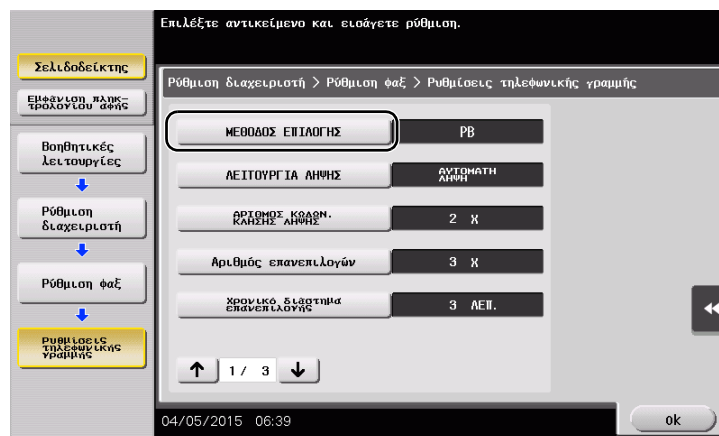 Επιλέξτε αντικείμενο και εισάγετε ρύθμιση.
Σελιδοδείκτης
Εμφάνιση πληκ-
τρολογίου αφής
Βοηθητικές
λειτουργίες
Ρύθμιση
διαχειριστή
Ρύθμιση φαξ
Ρυθμίσεις
τηλεφωνικής
γραμμής
Ρύθμιση διαχειριστή > Ρύθμιση φαξ > Ρυθμίσεις τηλεφωνικής γραμμής
ΜΕΘΟΔΟΣ ΕΠΙΛΟΓΗΣ PB
ΛΕΙΤΟΥΡΓΙΑ ΛΗΨΗΣ ΑΥΤΟΜΑΤΗ
ΛΗΨΗ
ΑΡΙΘΜΟΣ ΚΩΔΩΝ.
ΚΛΗΣΗΣ ΛΗΨΗΣ 2 X
Αριθμός επανεπιλογών 3 X
Χρονικό διάστημα
επανεπιλογής 3 ΛΕΠ.
1/ 3
04/05/2015 06:39
ok